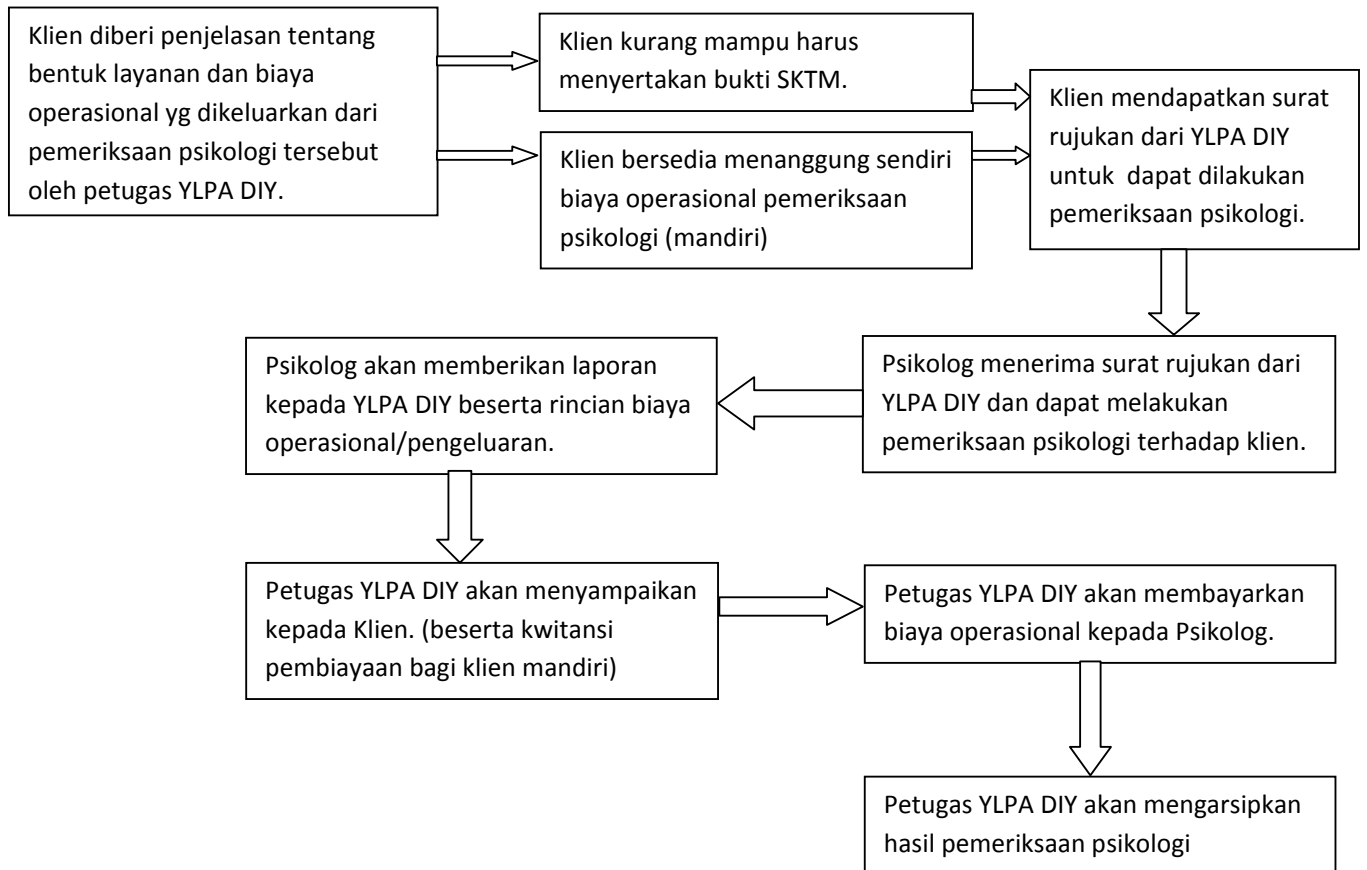 Klien diberi penjelasan tentang
bentuk layanan dan biaya
operasional yg dikeluarkan dari
pemeriksaan psikologi tersebut
oleh petugas YLPA DIY.
Klien kurang mampu harus
menyertakan bukti SKTM.
Klien bersedia menanggung sendiri
biaya operasional pemeriksaan
psikologi (mandiri)
Klien mendapatkan surat
rujukan dari YLPA DIY
untuk dapat dilakukan
pemeriksaan psikologi.
Psikolog menerima surat rujukan dari
YLPA DIY dan dapat melakukan
pemeriksaan psikologi terhadap klien.
Psikolog akan memberikan laporan
kepada YLPA DIY beserta rincian biaya
operasional/pengeluaran.
Petugas YLPA DIY akan menyampaikan
kepada Klien. (beserta kwitansi
pembiayaan bagi klien mandiri)
Petugas YLPA DIY akan membayarkan
biaya operasional kepada Psikolog.
Petugas YLPA DIY akan mengarsipkan
hasil pemeriksaan psikologi